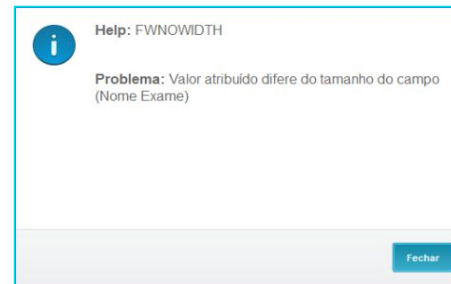 Help: FWNOWIDTH
Problema: Valor atribuído difere do tamanho do campo
(Nome Exame)
Fechar